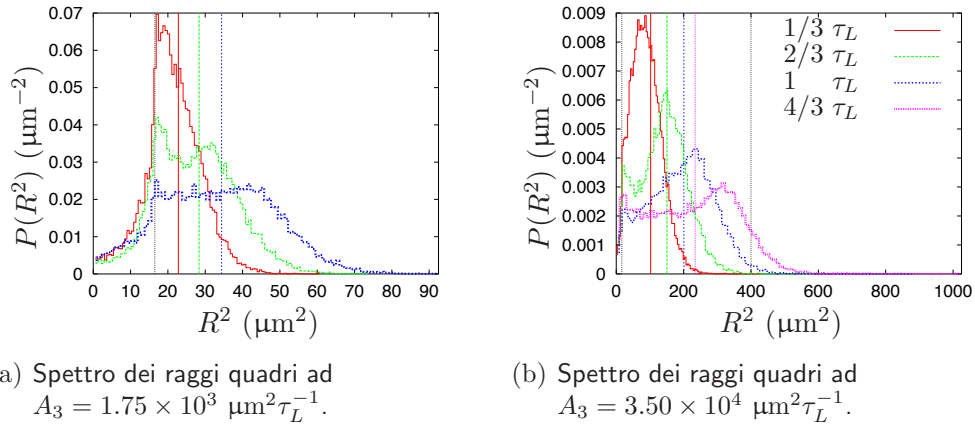 0.07
0.06
0.05
0.04
0.03
0.02
0.01
0
0 10 20 30 40 50 60 70 80 90
P(R²) (μm⁻²)
R² (μm²)
0.009
0.008
0.007
0.006
0.005
0.004
0.003
0.002
0.001
0
0 200 400 600 800 1000
P(R²) (μm⁻²)
R² (μm²)
1/3 τ_L
2/3 τ_L
1 τ_L
4/3 τ_L
a) Spettro dei raggi quadri ad
A₃ = 1.75 × 10³ μm²τ_L⁻¹.
(b) Spettro dei raggi quadri ad
A₃ = 3.50 × 10⁴ μm²τ_L⁻¹.